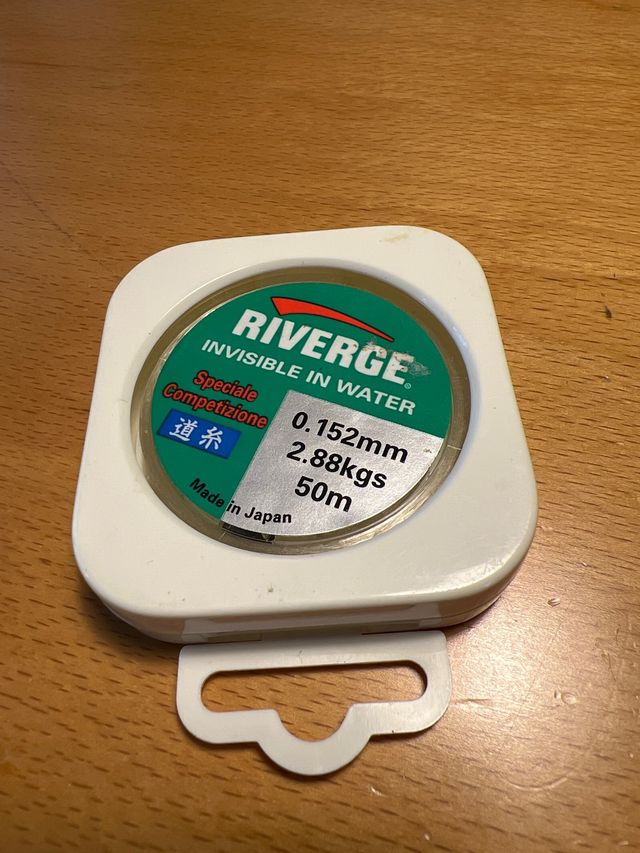 RIVERGE®
INVISIBLE IN WATER
Speciale
Competizione
道糸
0.152mm
2.88kgs
50m
Made in Japan